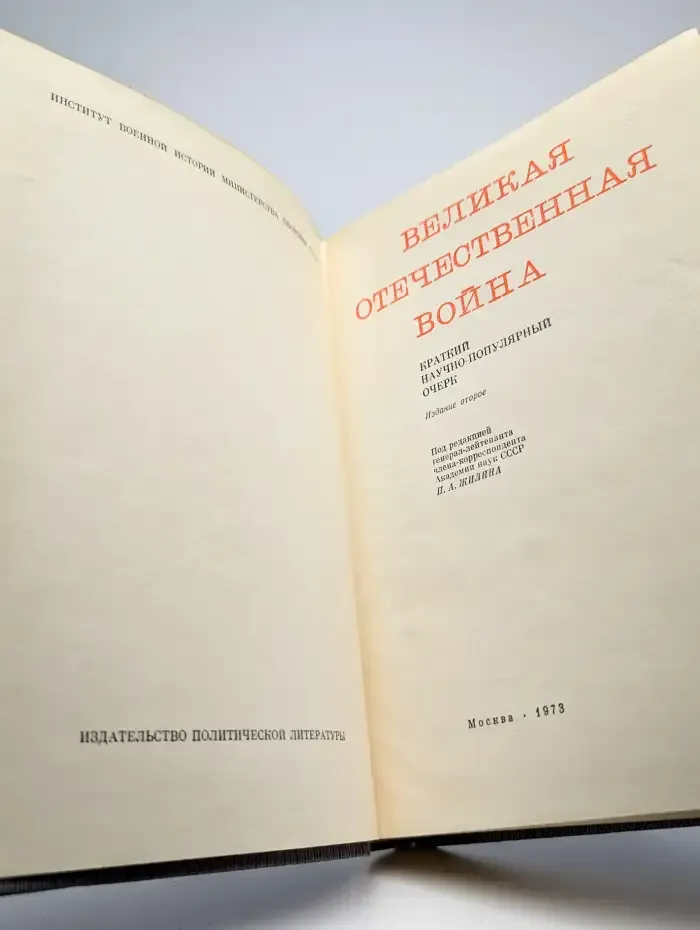 ИНСТИТУТ ВОЕННОЙ ИСТОРИИ МИНИСТЕРСТВА ОБОРОНЫ
ИЗДАТЕЛЬСТВО ПОЛИТИЧЕСКОЙ ЛИТЕРАТУРЫ
ВЕЛИКАЯ
ОТЕЧЕСТВЕННАЯ
ВОЙНА
КРАТКИЙ
НАУЧНО-ПОПУЛЯРНЫЙ
ОЧЕРК
Издание второе
Под редакцией
генерал-лейтенанта
члена-корреспондента
Академии наук СССР
П. А. ЖИЛИНА
Москва · 1973